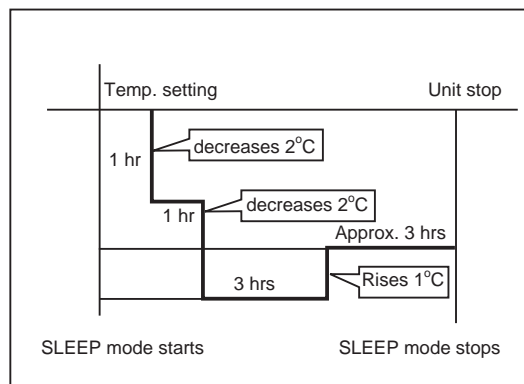 Temp. setting
Unit stop
decreases 2°C
1 hr
1 hr
decreases 2°C
Approx. 3 hrs
3 hrs
Rises 1°C
SLEEP mode starts
SLEEP mode stops